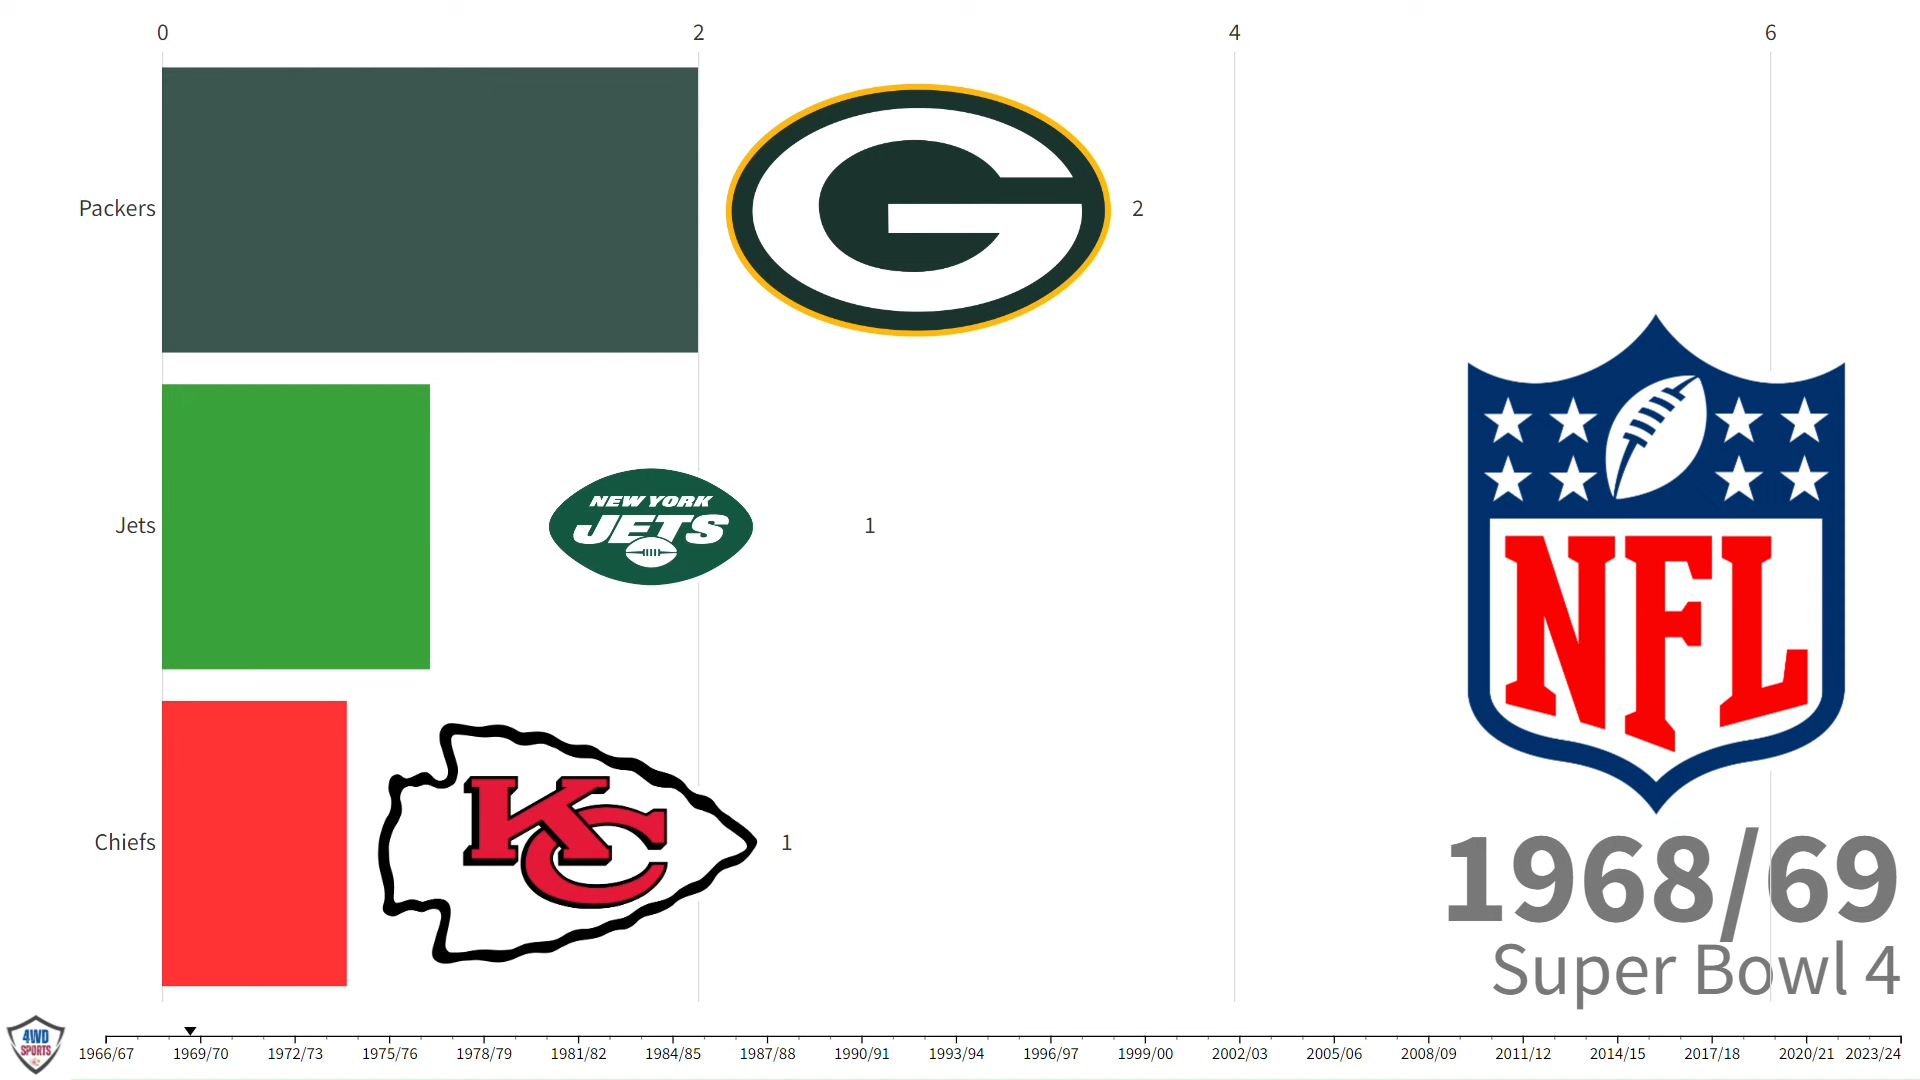 0 2 4 6
Packers 2
NEW YORK
JETS
Jets 1
NFL
KC
Chiefs 1
1968/69
Super Bowl 4
4WD
SPORTS
1966/67 1969/70 1972/73 1975/76 1978/79 1981/82 1984/85 1987/88 1990/91 1993/94 1996/97 1999/00 2002/03 2005/06 2008/09 2011/12 2014/15 2017/18 2020/21 2023/24